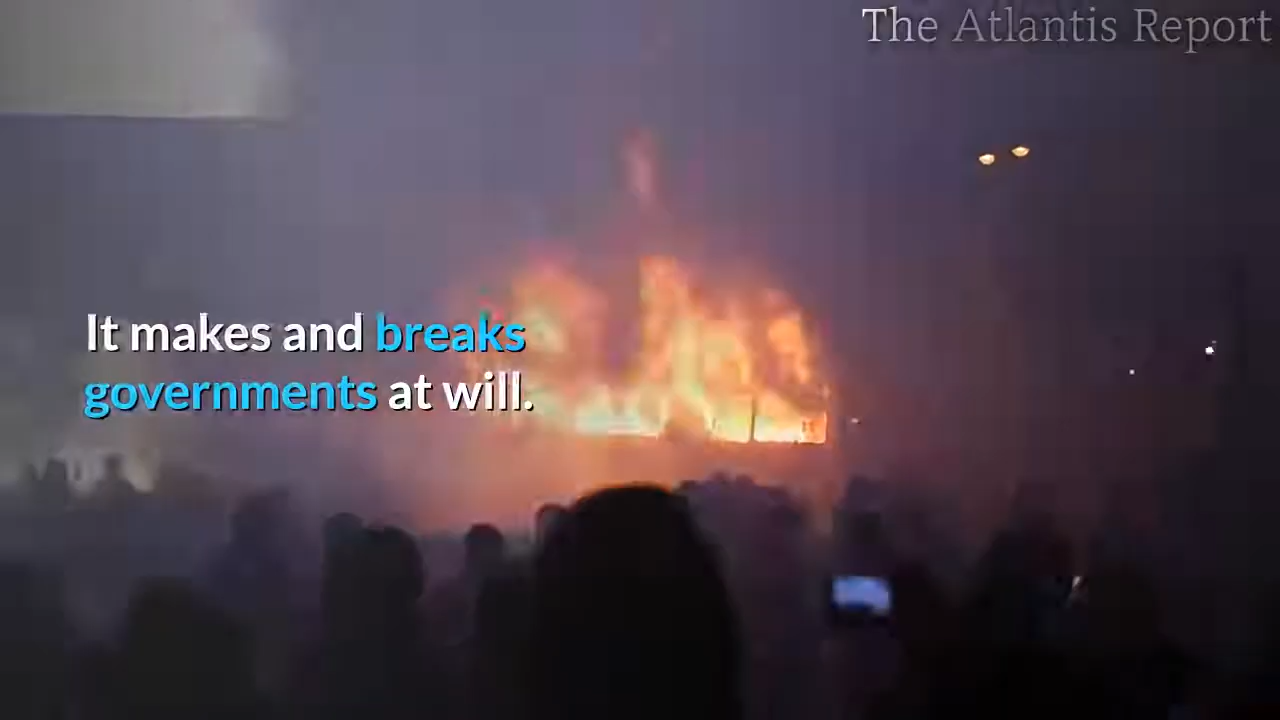 The Atlantis Report
It makes and breaks
governments at will.